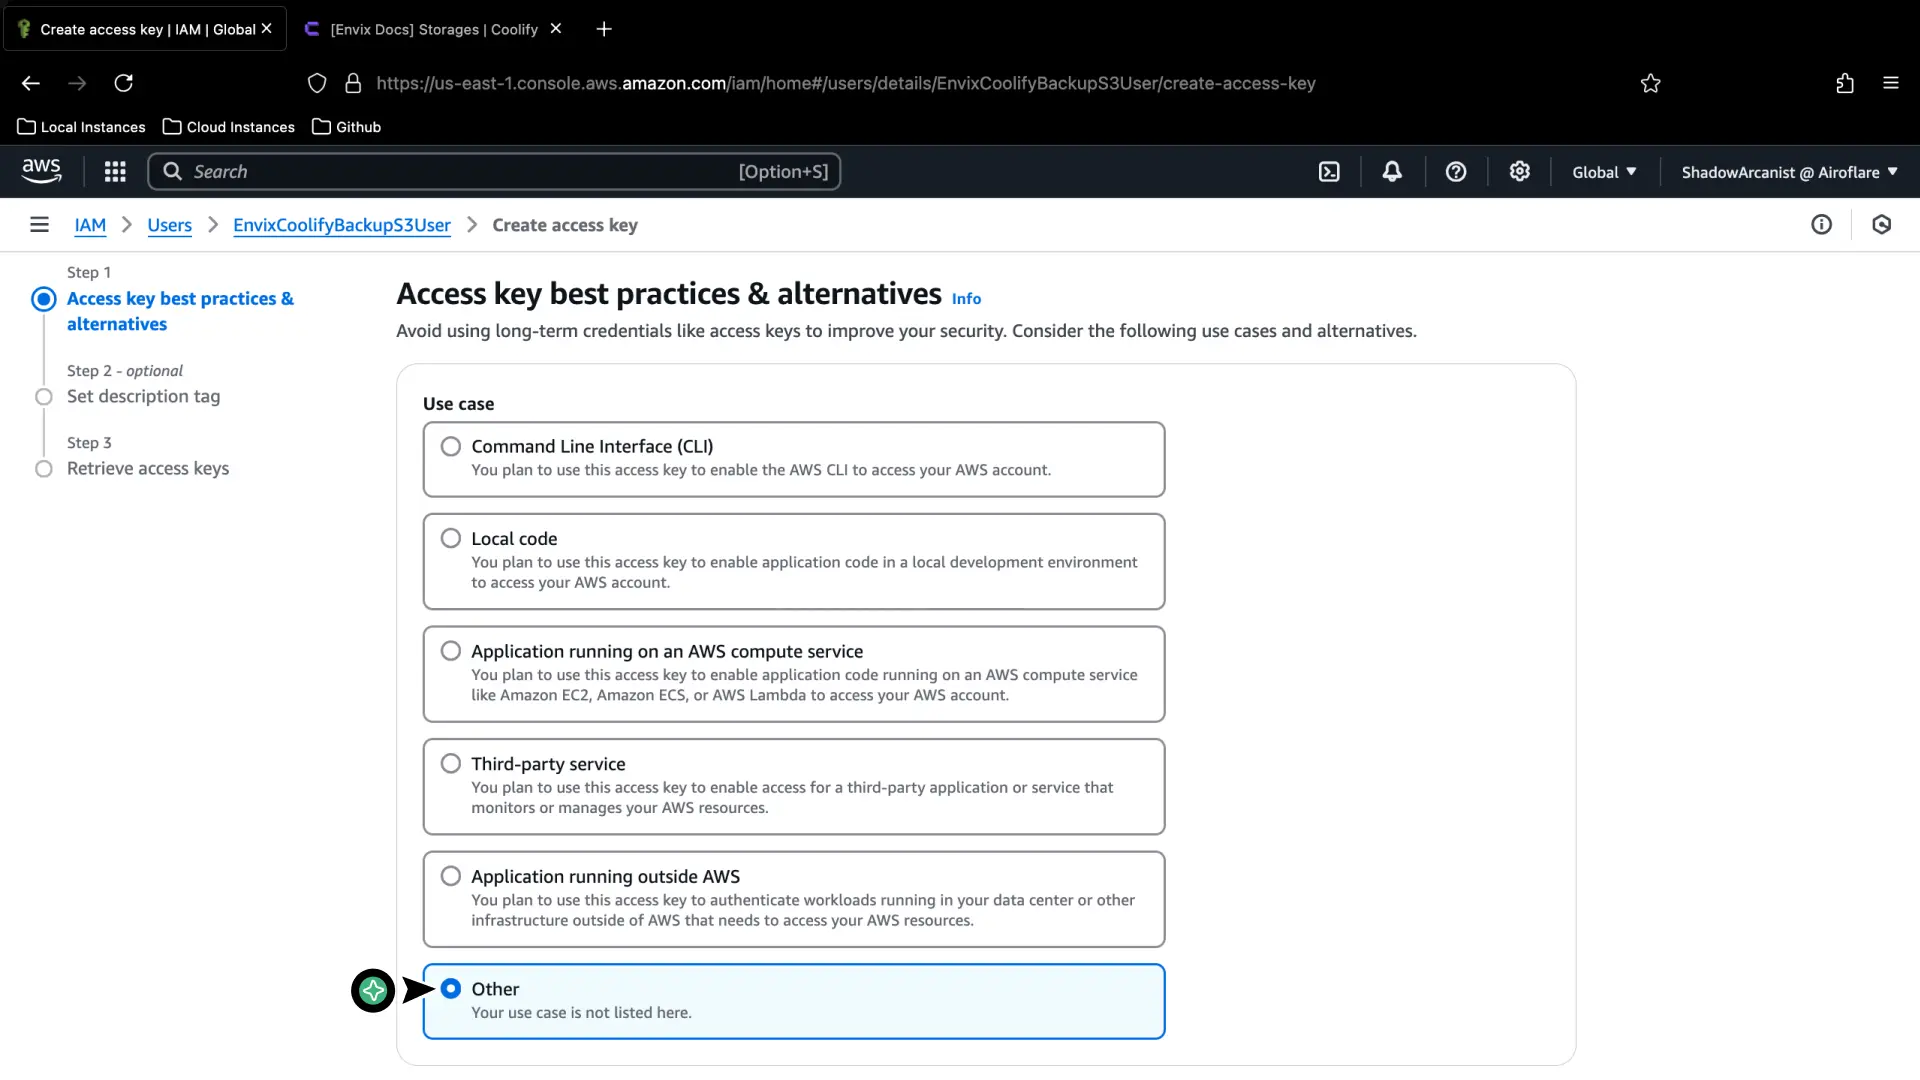 Create access key | IAM | Global
[Envix Docs] Storages | Coolify
https://us-east-1.console.aws.amazon.com/iam/home#/users/details/EnvixCoolifyBackupS3User/create-access-key
Local Instances
Cloud Instances
Github
aws
Search
[Option+S]
Global
ShadowArcanist @ Airoflare
IAM
Users
EnvixCoolifyBackupS3User
Create access key
Step 1
Access key best practices &
alternatives
Step 2 - optional
Set description tag
Step 3
Retrieve access keys
Access key best practices & alternatives Info
Avoid using long-term credentials like access keys to improve your security. Consider the following use cases and alternatives.
Use case
Command Line Interface (CLI)
You plan to use this access key to enable the AWS CLI to access your AWS account.
Local code
You plan to use this access key to enable application code in a local development environment
to access your AWS account.
Application running on an AWS compute service
You plan to use this access key to enable application code running on an AWS compute service
like Amazon EC2, Amazon ECS, or AWS Lambda to access your AWS account.
Third-party service
You plan to use this access key to enable access for a third-party application or service that
monitors or manages your AWS resources.
Application running outside AWS
You plan to use this access key to authenticate workloads running in your data center or other
infrastructure outside of AWS that needs to access your AWS resources.
Other
Your use case is not listed here.